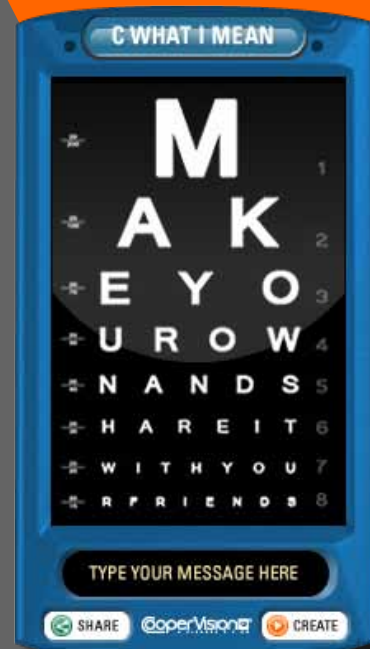 C WHAT I MEAN
M 1
A K 2
E Y O 3
U R O W 4
N A N D S 5
H A R E I T 6
W I T H Y O U 7
R F R I E N D S 8
TYPE YOUR MESSAGE HERE
SHARE CooperVision CREATE